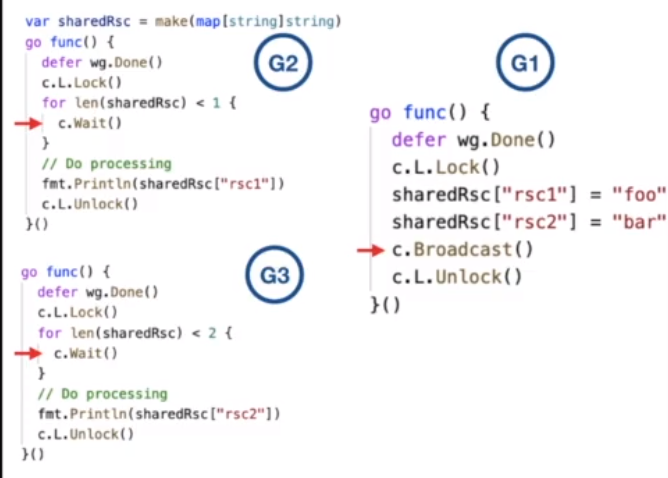 var sharedRsc = make(map[string]string)
go func() {
defer wg.Done()
c.L.Lock()
for len(sharedRsc) < 1 {
c.Wait()
}
// Do processing
fmt.Println(sharedRsc["rsc1"])
c.L.Unlock()
}()
G2
go func() {
defer wg.Done()
c.L.Lock()
for len(sharedRsc) < 2 {
c.Wait()
}
// Do processing
fmt.Println(sharedRsc["rsc2"])
c.L.Unlock()
}()
G3
G1
go func() {
defer wg.Done()
c.L.Lock()
sharedRsc["rsc1"] = "foo"
sharedRsc["rsc2"] = "bar"
c.Broadcast()
c.L.Unlock()
}()